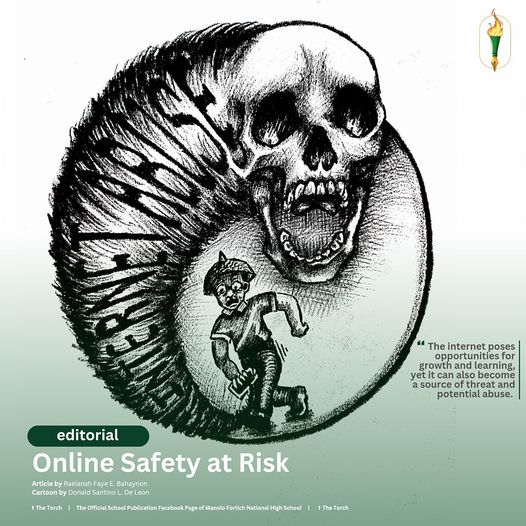 INTERNET ABUSE
“ The internet poses
opportunities for
growth and learning,
yet it can also become
a source of threat and
potential abuse.
editorial
Online Safety at Risk
Article by Raeianah Faye E. Bahaynon
Cartoon by Donald Santino L. De Leon
f The Torch | The Official School Publication Facebook Page of Manolo Fortich National High School | f The Torch